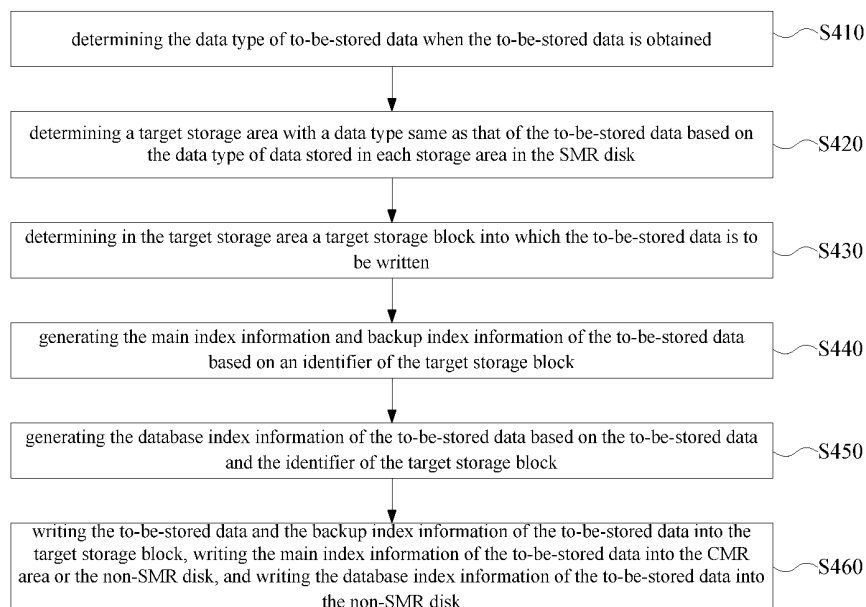 determining the data type of to-be-stored data when the to-be-stored data is obtained
S410
determining a target storage area with a data type same as that of the to-be-stored data based on
the data type of data stored in each storage area in the SMR disk
S420
determining in the target storage area a target storage block into which the to-be-stored data is to
be written
S430
generating the main index information and backup index information of the to-be-stored data
based on an identifier of the target storage block
S440
generating the database index information of the to-be-stored data based on the to-be-stored data
and the identifier of the target storage block
S450
writing the to-be-stored data and the backup index information of the to-be-stored data into the
target storage block, writing the main index information of the to-be-stored data into the CMR
area or the non-SMR disk, and writing the database index information of the to-be-stored data into
the non-SMR disk
S460